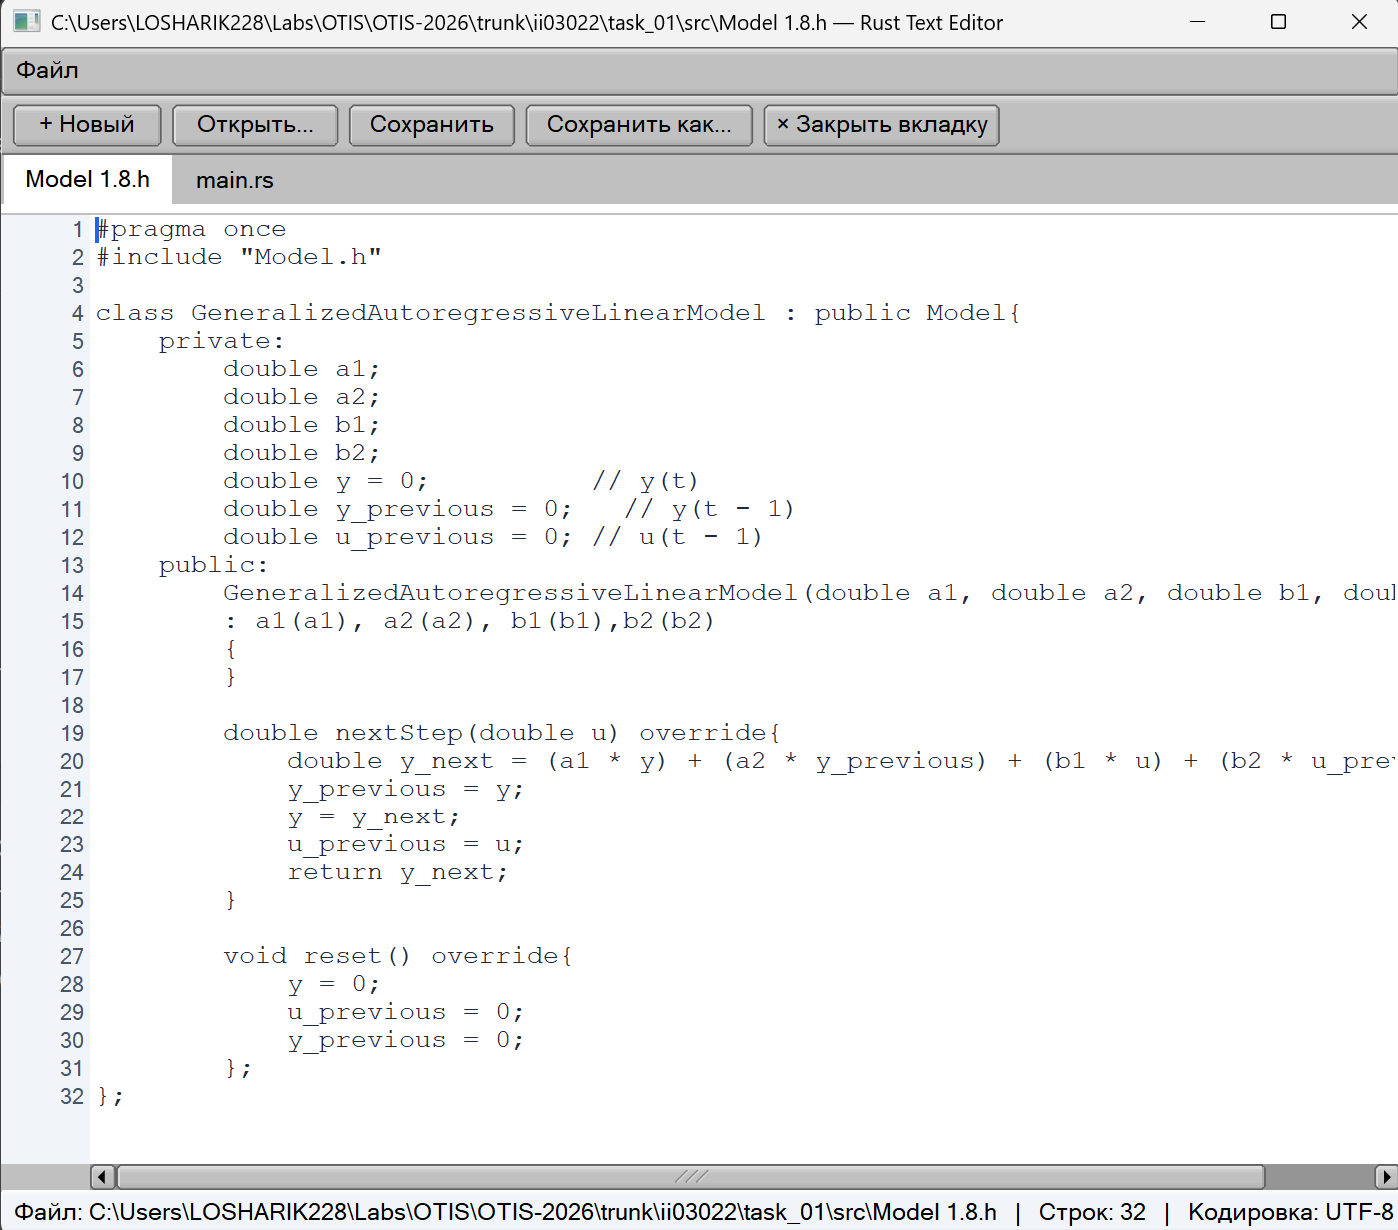 C:\Users\LOSHARIK228\Labs\OTIS\OTIS-2026\trunk\ii03022\task_01\src\Model 1.8.h — Rust Text Editor
Файл
+ Новый Открыть... Сохранить Сохранить как... × Закрыть вкладку
Model 1.8.h main.rs
1 #pragma once
2 #include "Model.h"
3
4 class GeneralizedAutoregressiveLinearModel : public Model{
5     private:
6         double a1;
7         double a2;
8         double b1;
9         double b2;
10         double y = 0;          // y(t)
11         double y_previous = 0;   // y(t - 1)
12         double u_previous = 0; // u(t - 1)
13     public:
14         GeneralizedAutoregressiveLinearModel(double a1, double a2, double b1, doul
15         : a1(a1), a2(a2), b1(b1),b2(b2)
16         {
17         }
18
19         double nextStep(double u) override{
20             double y_next = (a1 * y) + (a2 * y_previous) + (b1 * u) + (b2 * u_pre
21             y_previous = y;
22             y = y_next;
23             u_previous = u;
24             return y_next;
25         }
26
27         void reset() override{
28             y = 0;
29             u_previous = 0;
30             y_previous = 0;
31         };
32 };
Файл: C:\Users\LOSHARIK228\Labs\OTIS\OTIS-2026\trunk\ii03022\task_01\src\Model 1.8.h | Строк: 32 | Кодировка: UTF-8